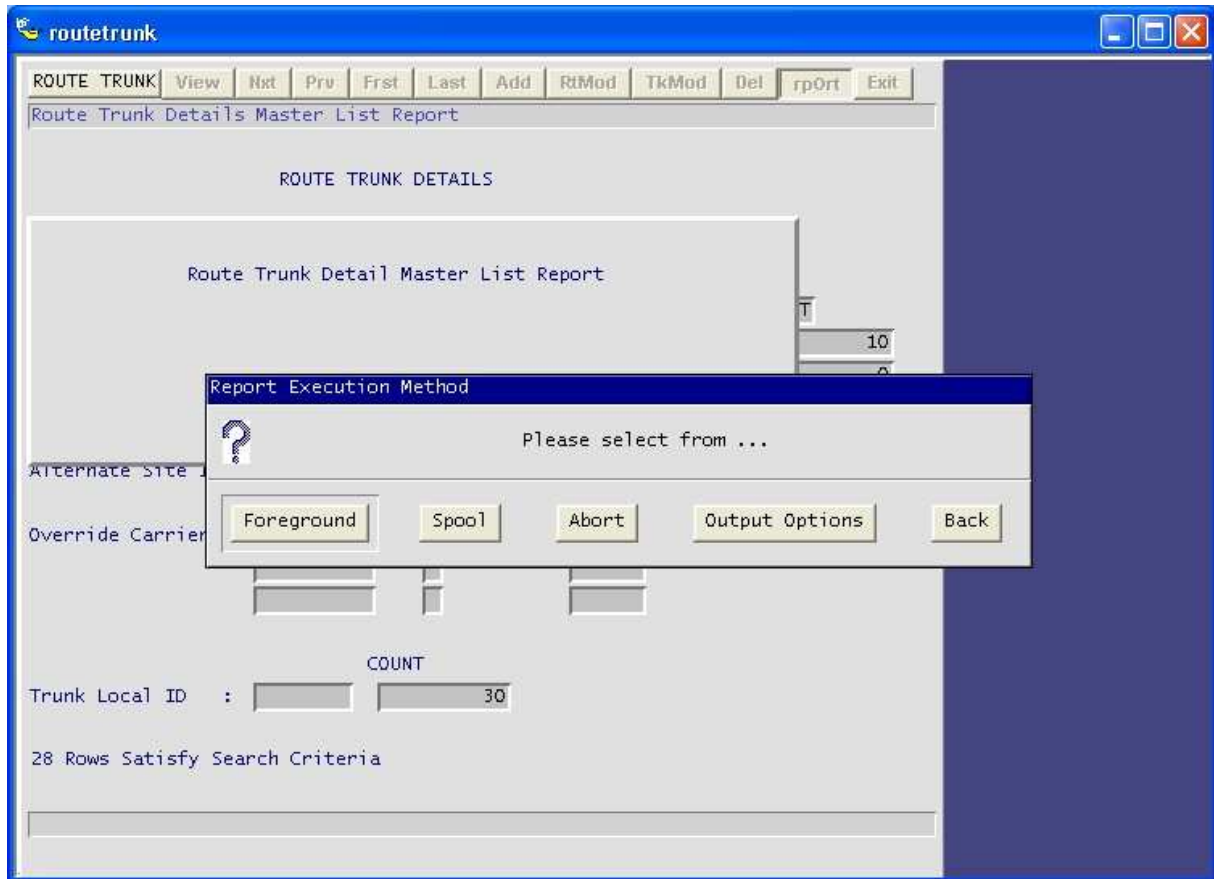 routetrunk
ROUTE TRUNK View Nxt Prv Frst Last Add RtMod TkMod Del rpOrt Exit
Route Trunk Details Master List Report
ROUTE TRUNK DETAILS
Route Trunk Detail Master List Report
T
10
Report Execution Method
Please select from ...
Alternate Site
Foreground Spool Abort Output Options Back
Override Carrier
COUNT
Trunk Local ID : 30
28 Rows Satisfy Search Criteria